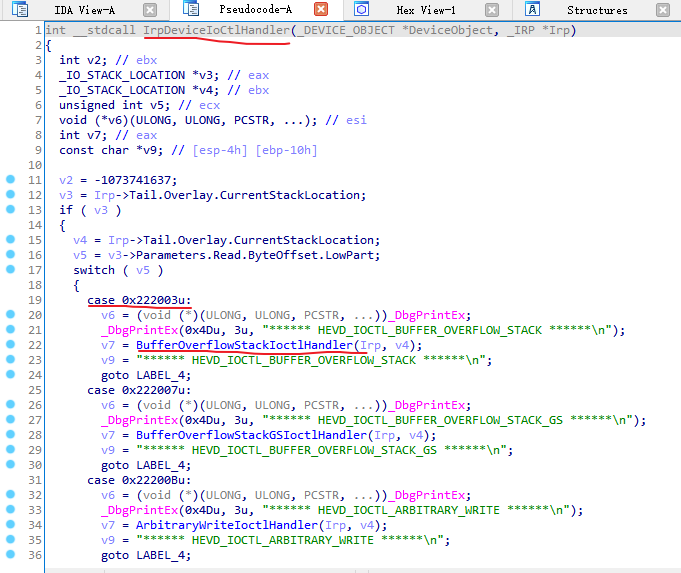 IDA View-A Pseudocode-A Hex View-1 Structures
1 int __stdcall IrpDeviceIoCtlHandler(_DEVICE_OBJECT *DeviceObject, _IRP *Irp)
2 {
3 int v2; // ebx
4 _IO_STACK_LOCATION *v3; // eax
5 _IO_STACK_LOCATION *v4; // ebx
6 unsigned int v5; // ecx
7 void (*v6)(ULONG, ULONG, PCSTR, ...); // esi
8 int v7; // eax
9 const char *v9; // [esp-4h] [ebp-10h]
10
11 v2 = -1073741637;
12 v3 = Irp->Tail.Overlay.CurrentStackLocation;
13 if ( v3 )
14 {
15 v4 = Irp->Tail.Overlay.CurrentStackLocation;
16 v5 = v3->Parameters.Read.ByteOffset.LowPart;
17 switch ( v5 )
18 {
19 case 0x222003u:
20 v6 = (void (*)(ULONG, ULONG, PCSTR, ...))_DbgPrintEx;
21 _DbgPrintEx(0x4Du, 3u, "****** HEVD_IOCTL_BUFFER_OVERFLOW_STACK ******\n");
22 v7 = BufferOverflowStackIoctlHandler(Irp, v4);
23 v9 = "****** HEVD_IOCTL_BUFFER_OVERFLOW_STACK ******\n";
24 goto LABEL_4;
25 case 0x222007u:
26 v6 = (void (*)(ULONG, ULONG, PCSTR, ...))_DbgPrintEx;
27 _DbgPrintEx(0x4Du, 3u, "****** HEVD_IOCTL_BUFFER_OVERFLOW_STACK_GS ******\n");
28 v7 = BufferOverflowStackGSIoctlHandler(Irp, v4);
29 v9 = "****** HEVD_IOCTL_BUFFER_OVERFLOW_STACK_GS ******\n";
30 goto LABEL_4;
31 case 0x22200Bu:
32 v6 = (void (*)(ULONG, ULONG, PCSTR, ...))_DbgPrintEx;
33 _DbgPrintEx(0x4Du, 3u, "****** HEVD_IOCTL_ARBITRARY_WRITE ******\n");
34 v7 = ArbitraryWriteIoctlHandler(Irp, v4);
35 v9 = "****** HEVD_IOCTL_ARBITRARY_WRITE ******\n";
36 goto LABEL_4;